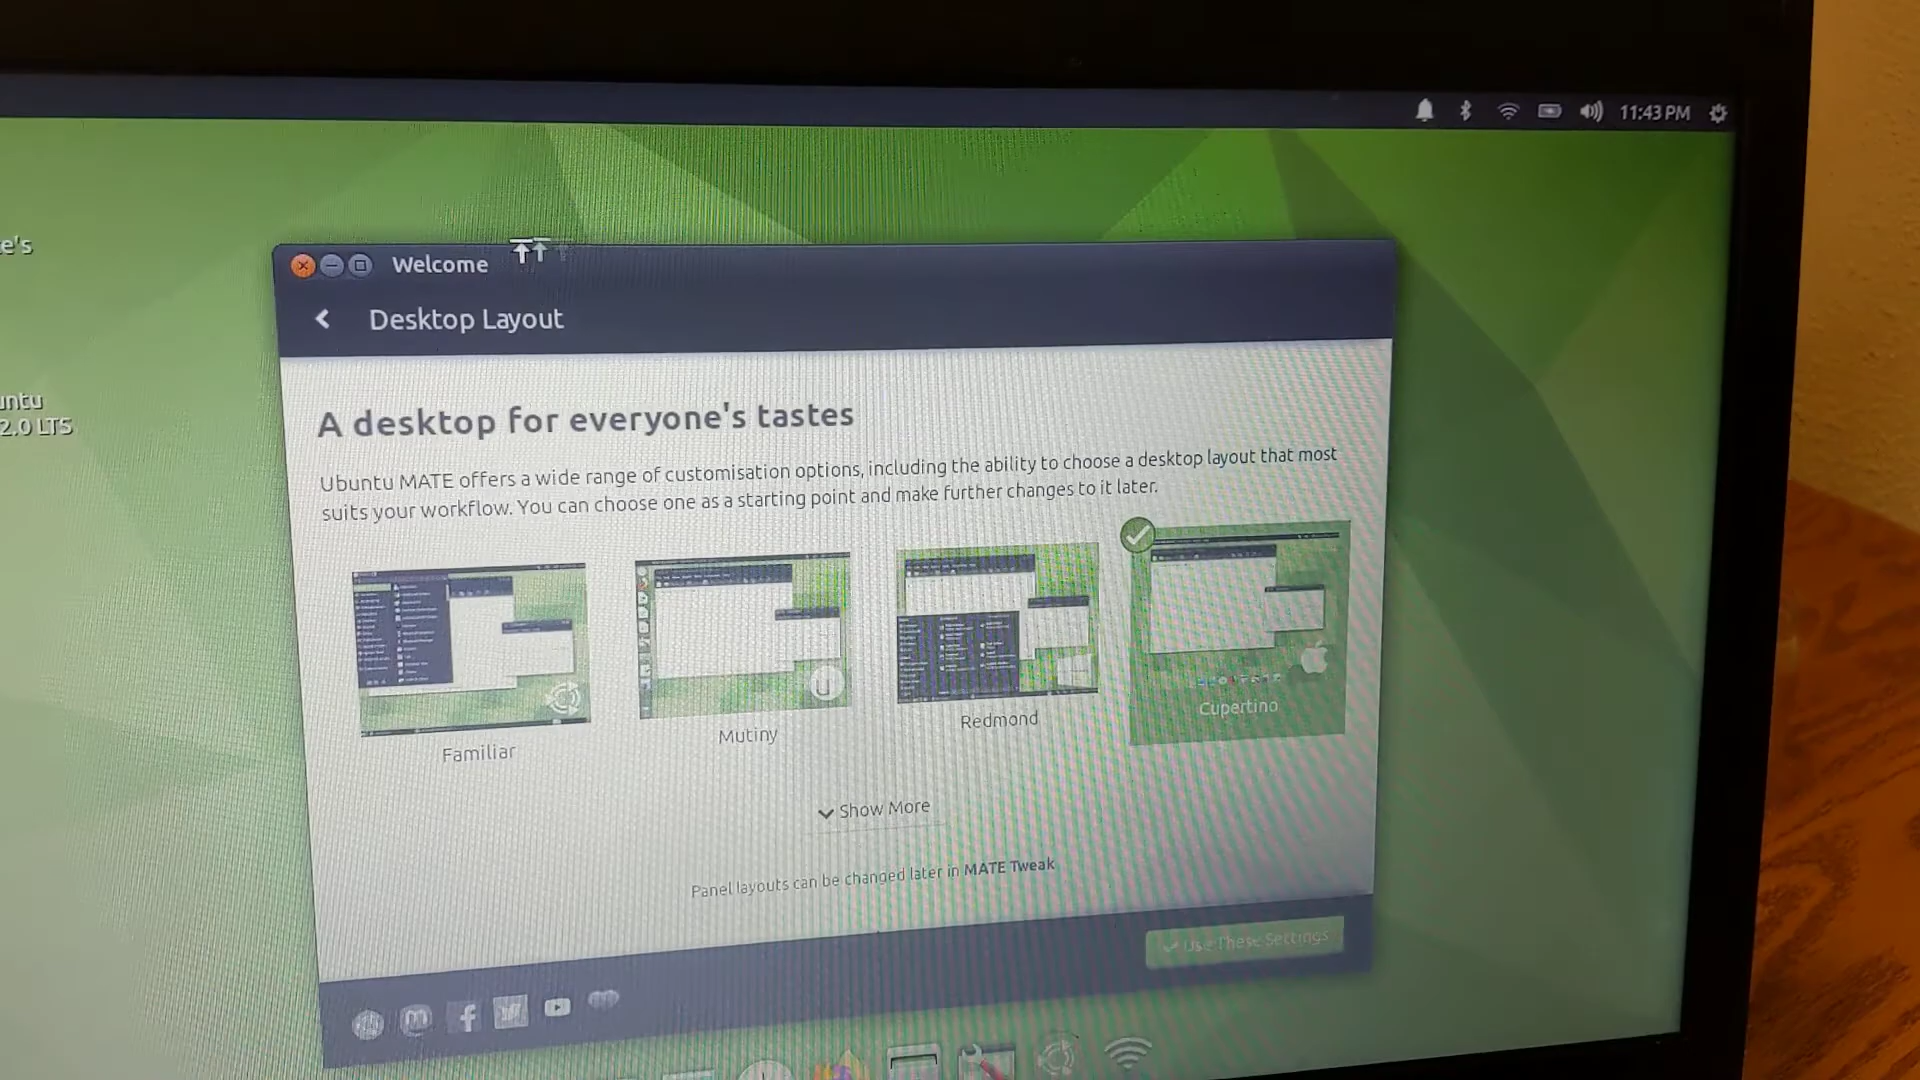 11:43 PM
e's
untu
2.0 LTS
Welcome
Desktop Layout
A desktop for everyone's tastes
Ubuntu MATE offers a wide range of customisation options, including the ability to choose a desktop layout that most
suits your workflow. You can choose one as a starting point and make further changes to it later.
Familiar
Mutiny
Redmond
Cupertino
Show More
Panel layouts can be changed later in MATE Tweak
Use These Settings